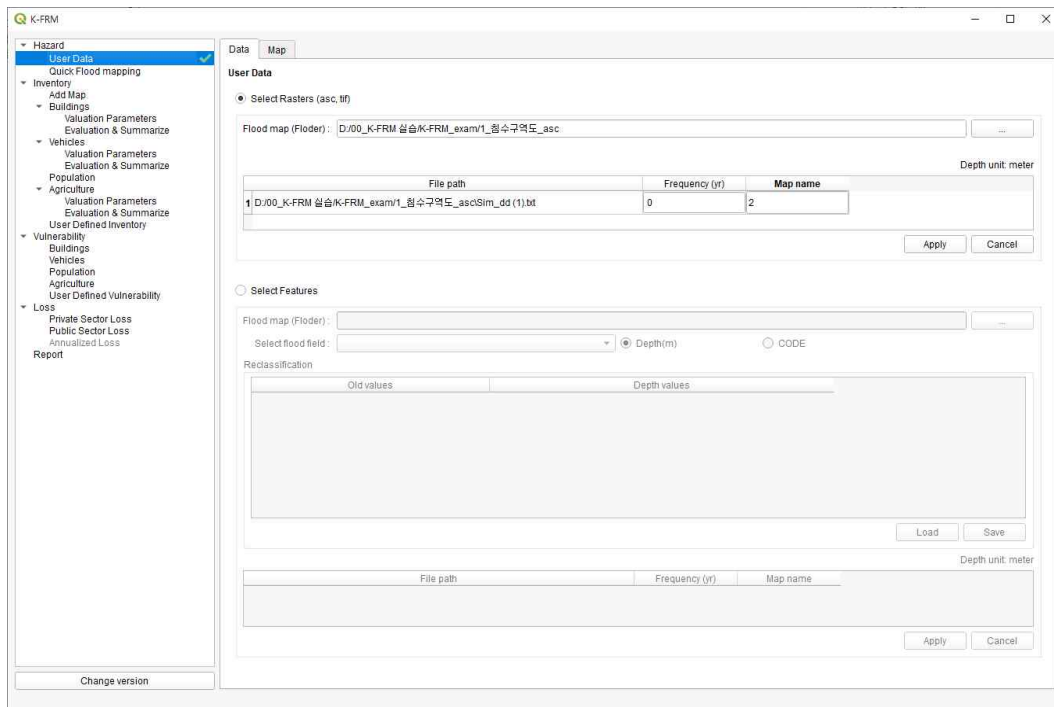 K-FRM
Hazard
User Data
Quick Flood mapping
Inventory
Add Map
Buildings
Valuation Parameters
Evaluation & Summarize
Vehicles
Valuation Parameters
Evaluation & Summarize
Population
Agriculture
Valuation Parameters
Evaluation & Summarize
User Defined Inventory
Vulnerability
Buildings
Vehicles
Population
Agriculture
User Defined Vulnerability
Loss
Private Sector Loss
Public Sector Loss
Annualized Loss
Report
Change version
Data Map
User Data
Select Rasters (asc, tif)
Flood map (Floder) : D:/00_K-FRM 실습/K-FRM_exam/1_침수구역도_asc ...
Depth unit: meter
File path Frequency (yr) Map name
1 D:/00_K-FRM 실습/K-FRM_exam/1_침수구역도_asc\Sim_dd (1).txt 0 2
Apply Cancel
Select Features
Flood map (Floder) : ...
Select flood field : Depth(m) CODE
Reclassification
Old values Depth values
Load Save
Depth unit: meter
File path Frequency (yr) Map name
Apply Cancel